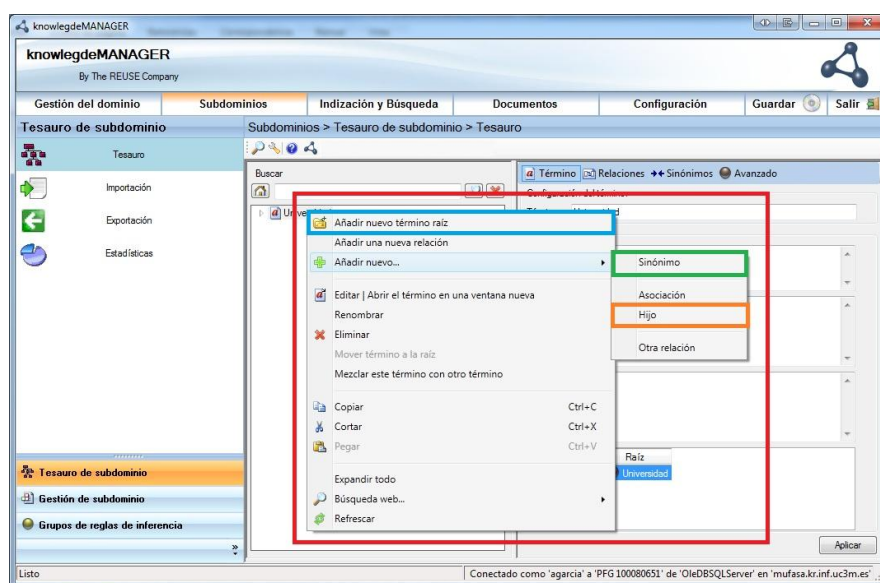 knowlegdeMANAGER
knowlegdeMANAGER
By The REUSE Company
Gestión del dominio Subdominios Indización y Búsqueda Documentos Configuración Guardar Salir
Tesauro de subdominio
Subdominios > Tesauro de subdominio > Tesauro
Tesauro
Importación
Exportación
Estadísticas
Buscar
Término Relaciones Sinónimos Avanzado
Añadir nuevo término raíz
Añadir una nueva relación
Añadir nuevo...
Sinónimo
Asociación
Hijo
Otra relación
Editar | Abrir el término en una ventana nueva
Renombrar
Eliminar
Mover término a la raíz
Mezclar este término con otro término
Copiar Ctrl+C
Cortar Ctrl+X
Pegar Ctrl+V
Expandir todo
Búsqueda web...
Refrescar
Raíz
Universidad
Tesauro de subdominio
Gestión de subdominio
Grupos de reglas de inferencia
Aplicar
Listo
Conectado como 'agarcia' a 'PFG 100080651' de 'OleDBSQLServer' en 'mufasa.kr.inf.uc3m.es'